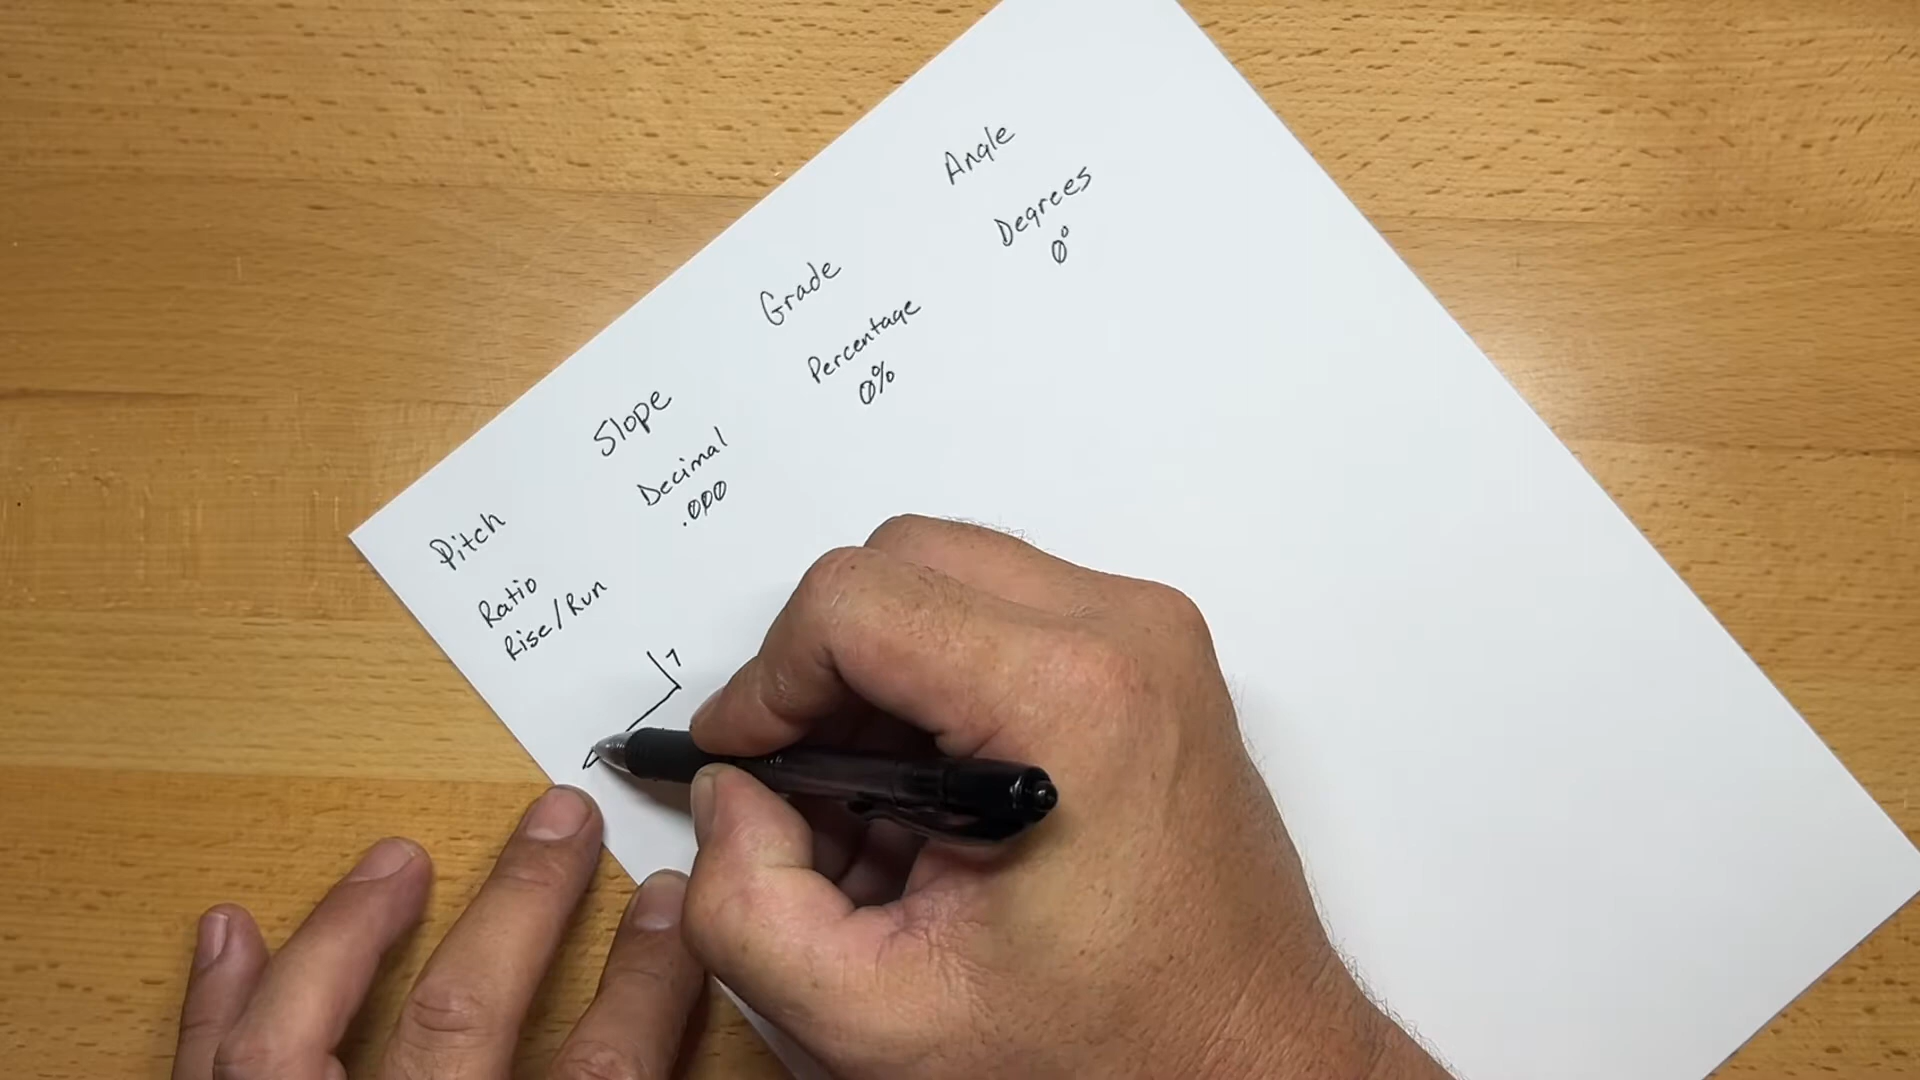 Pitch
Ratio
Rise/Run
7
Slope
Decimal
.000
Grade
Percentage
0%
Angle
Degrees
0°